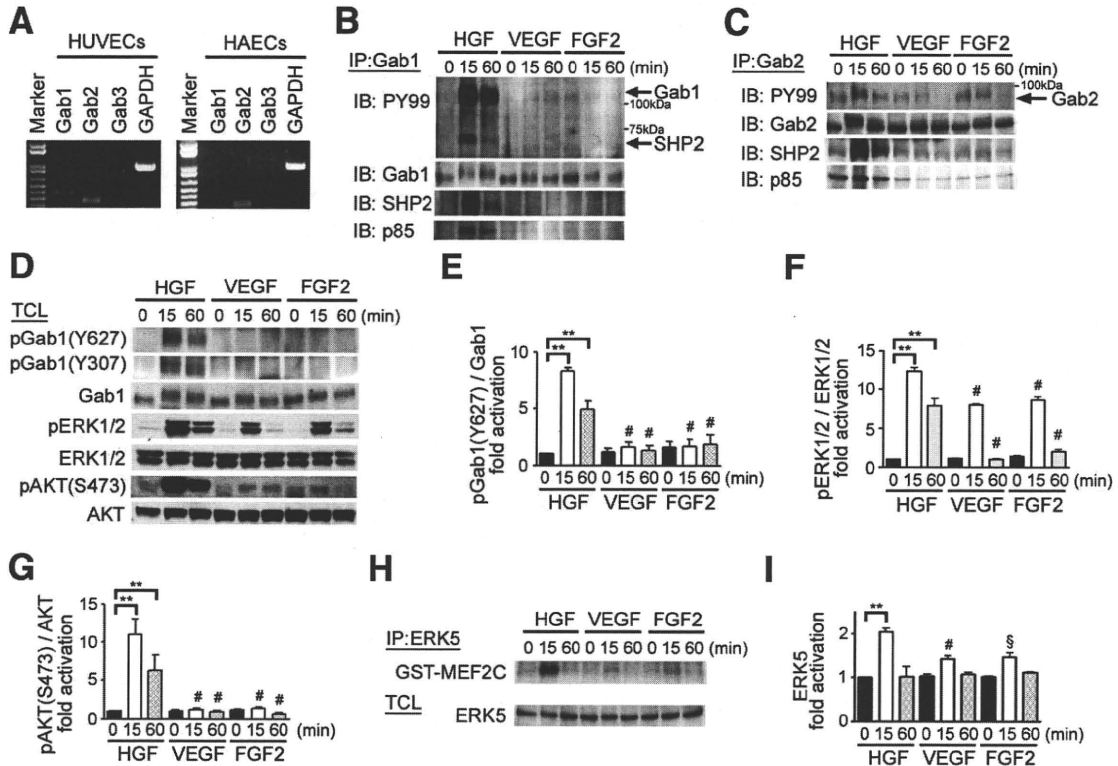 A
HUVECs
HAECs
Marker
Gab1
Gab2
Gab3
GAPDH
Marker
Gab1
Gab2
Gab3
GAPDH
B
HGF VEGF FGF2
IP:Gab1
0 15 60 0 15 60 0 15 60 (min)
IB: PY99
Gab1
100kDa
75kDa
SHP2
IB: Gab1
IB: SHP2
IB: p85
C
HGF VEGF FGF2
IP:Gab2
0 15 60 0 15 60 0 15 60 (min)
IB: PY99
100kDa
Gab2
IB: Gab2
IB: SHP2
IB: p85
D
HGF VEGF FGF2
TCL
0 15 60 0 15 60 0 15 60 (min)
pGab1(Y627)
pGab1(Y307)
Gab1
pERK1/2
ERK1/2
pAKT(S473)
AKT
E
pGab1(Y627) / Gab1
fold activation
10
5
0
**
**
# # # #
0 15 60 0 15 60 0 15 60 (min)
HGF VEGF FGF2
F
pERK1/2 / ERK1/2
fold activation
15
10
5
0
**
**
# # # #
0 15 60 0 15 60 0 15 60 (min)
HGF VEGF FGF2
G
pAKT(S473) / AKT
fold activation
15
10
5
0
**
**
# # # #
0 15 60 0 15 60 0 15 60 (min)
HGF VEGF FGF2
H
HGF VEGF FGF2
IP:ERK5
0 15 60 0 15 60 0 15 60 (min)
GST-MEF2C
TCL
ERK5
I
ERK5
fold activation
2
1
0
**
# §
0 15 60 0 15 60 0 15 60 (min)
HGF VEGF FGF2